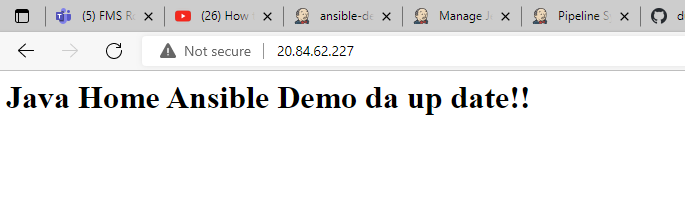 (5) FMS R
(26) How
ansible-de
Manage J
Pipeline Sy
Not secure
20.84.62.227
Java Home Ansible Demo da up date!!